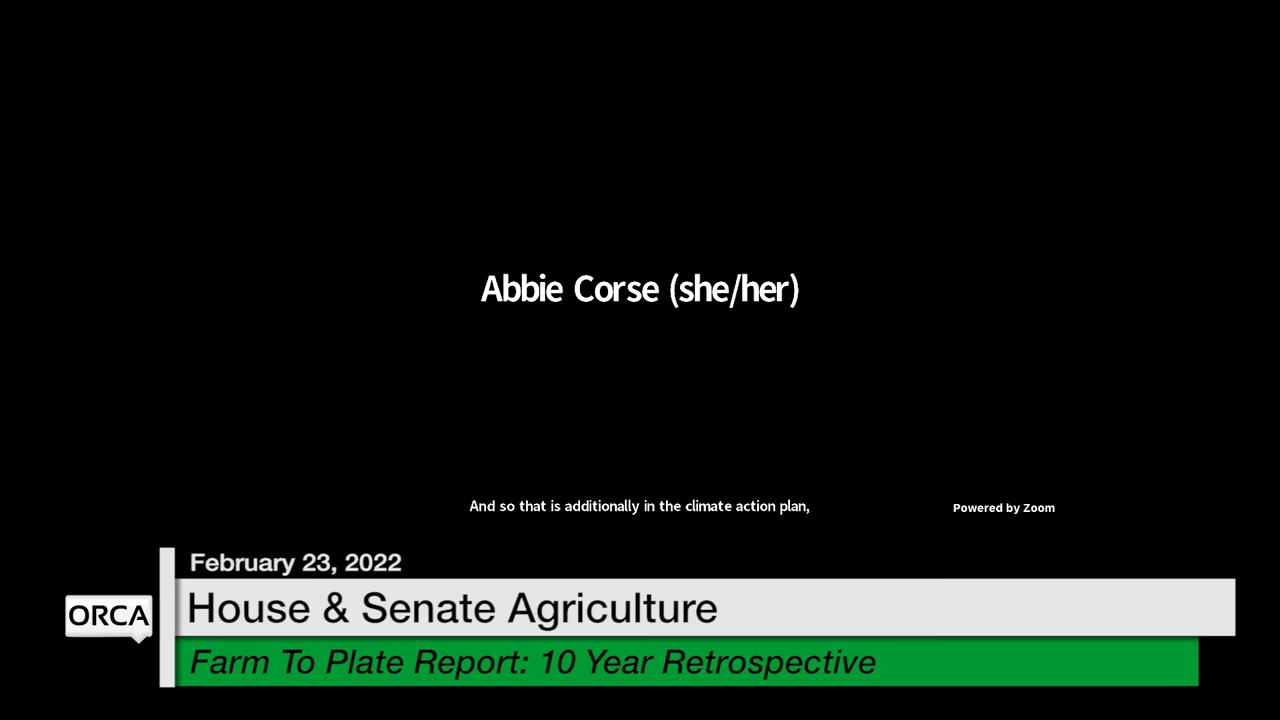 Abbie Corse (she/her)
And so that is additionally in the climate action plan,
Powered by Zoom
February 23, 2022
House & Senate Agriculture
ORCA
Farm To Plate Report: 10 Year Retrospective